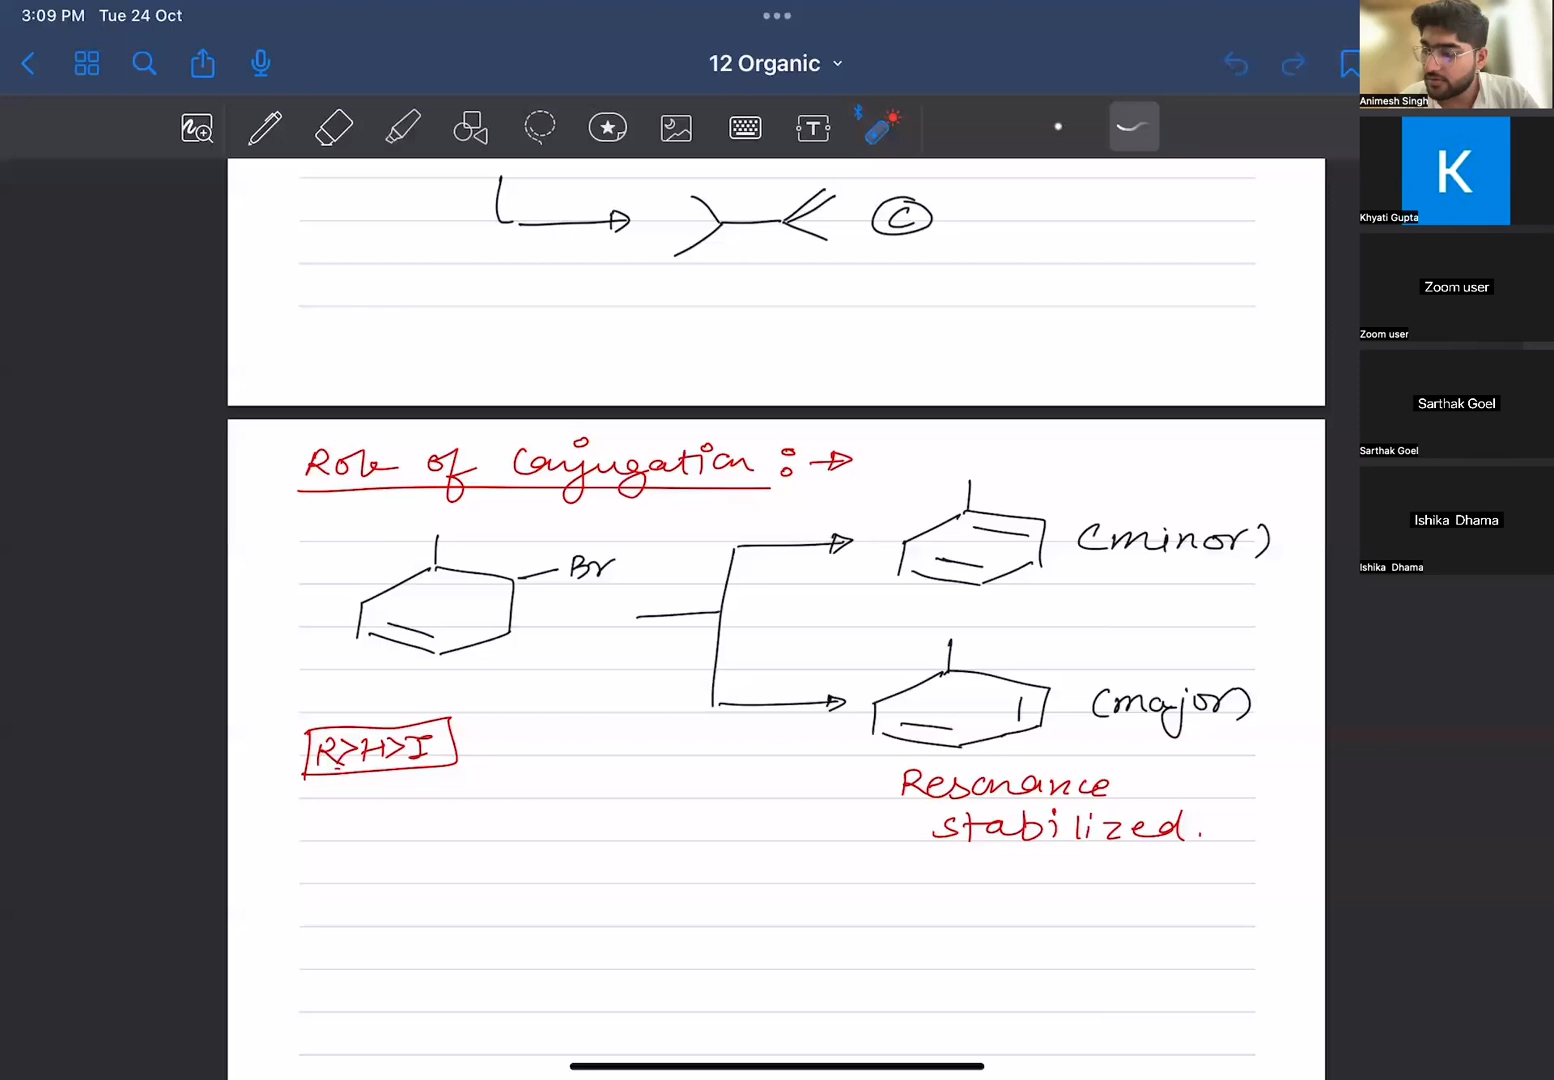 3:09 PM Tue 24 Oct
12 Organic
T
Animesh Singh
K
Khyati Gupta
Zoom user
Zoom user
Sarthak Goel
Sarthak Goel
Ishika Dhama
Ishika Dhama
C
Role of Conjugation :→
Br
(minor)
(major)
R>H>I
Resonance
stabilized.